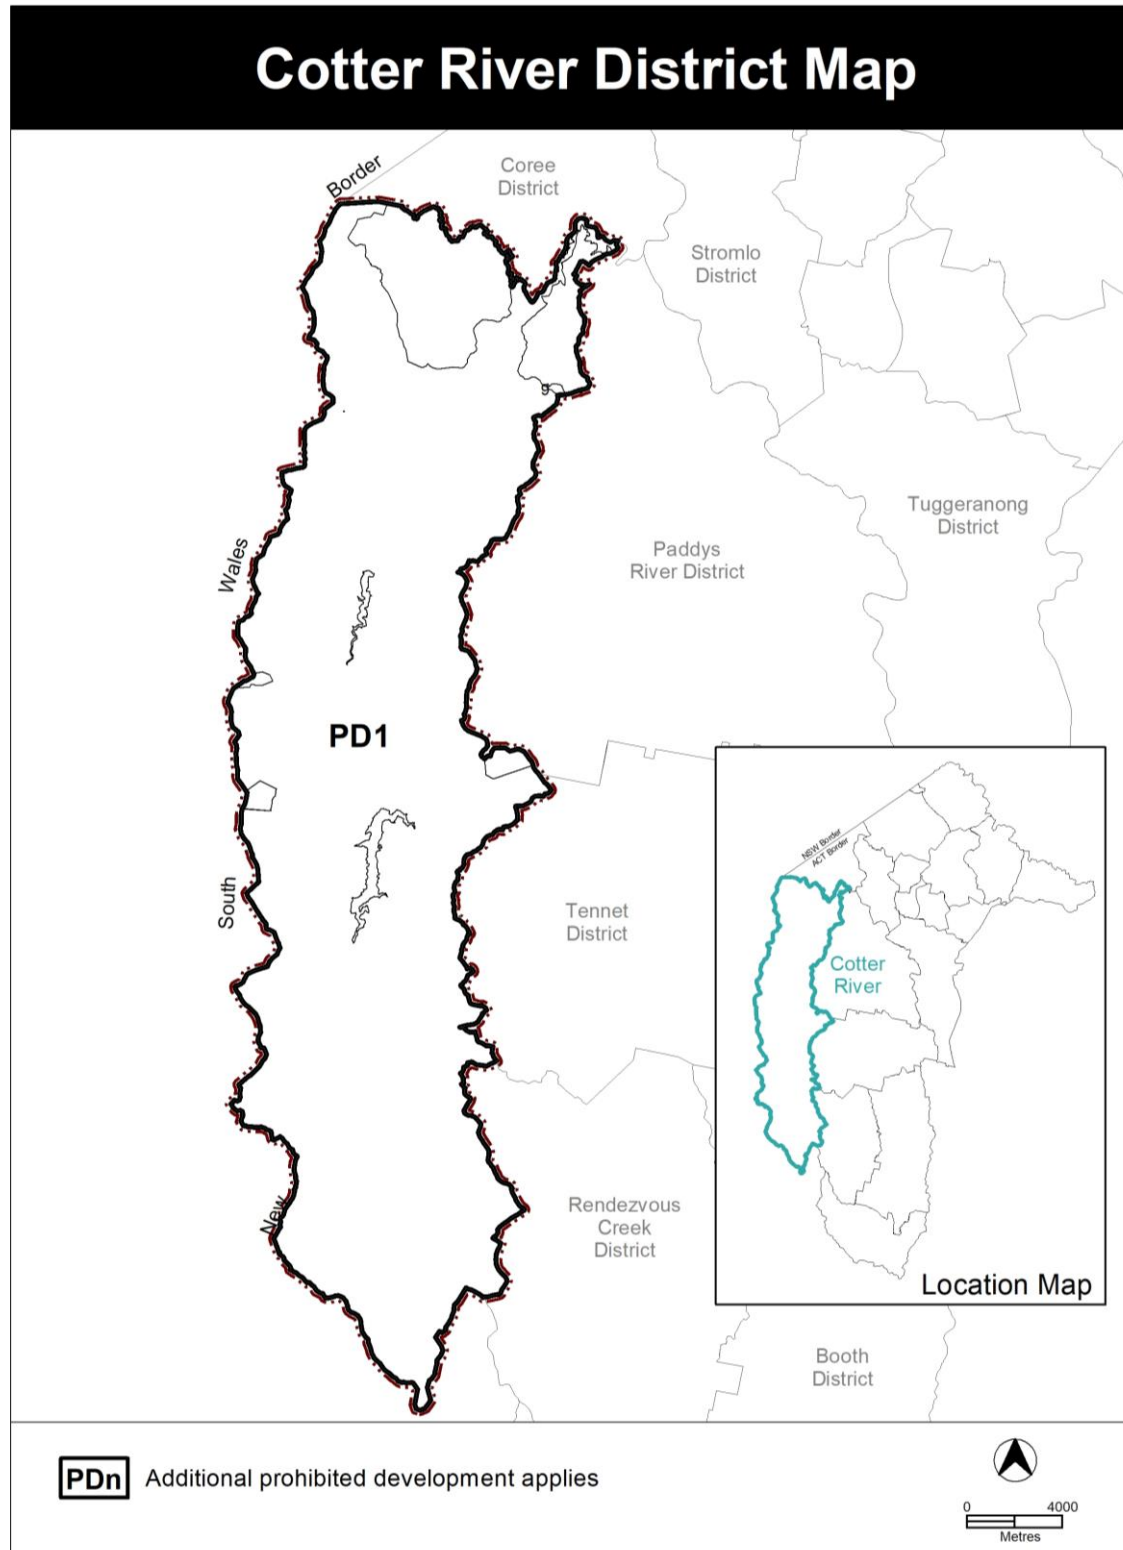 Cotter River District Map
Border
Coree
District
Stromlo
District
Wales
Tuggeranong
District
Paddys
River District
PD1
South
Tennet
District
New
Rendezvous
Creek
District
NSW Border
ACT Border
Cotter
River
Location Map
Booth
District
PDn Additional prohibited development applies
0 4000
Metres